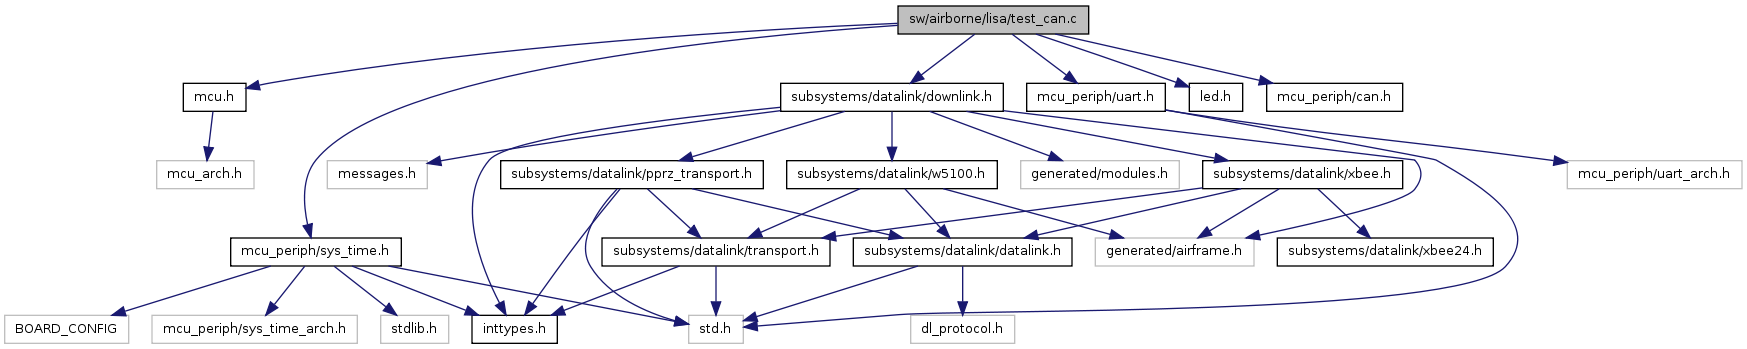 sw/airborne/lisa/test_can.c
mcu.h
subsystems/datalink/downlink.h
mcu_periph/uart.h
led.h
mcu_periph/can.h
mcu_arch.h
messages.h
subsystems/datalink/pprz_transport.h
subsystems/datalink/w5100.h
generated/modules.h
subsystems/datalink/xbee.h
mcu_periph/uart_arch.h
mcu_periph/sys_time.h
subsystems/datalink/transport.h
subsystems/datalink/datalink.h
generated/airframe.h
subsystems/datalink/xbee24.h
BOARD_CONFIG
mcu_periph/sys_time_arch.h
stdlib.h
inttypes.h
std.h
dl_protocol.h